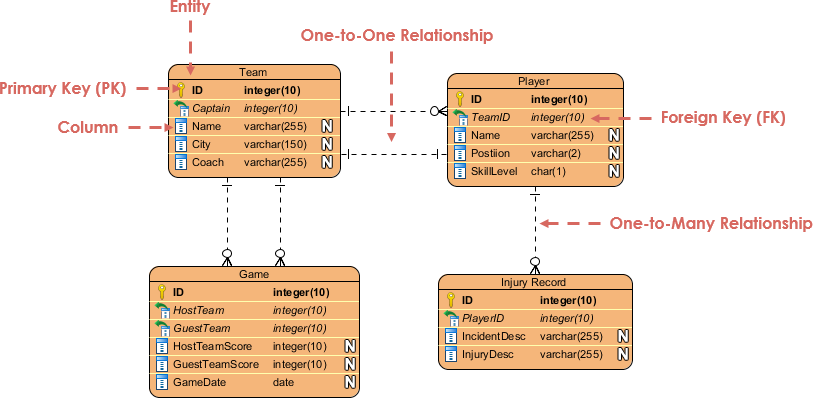 Entity
One-to-One Relationship
Primary Key (PK)
Column
Foreign Key (FK)
One-to-Many Relationship
Team
ID integer(10)
Captain integer(10)
Name varchar(255) N
City varchar(150) N
Coach varchar(255) N
Player
ID integer(10)
TeamID integer(10)
Name varchar(255) N
Postiion varchar(2) N
SkillLevel char(1) N
Game
ID integer(10)
HostTeam integer(10)
GuestTeam integer(10)
HostTeamScore integer(10) N
GuestTeamScore integer(10) N
GameDate date N
Injury Record
ID integer(10)
PlayerID integer(10)
IncidentDesc varchar(255) N
InjuryDesc varchar(255) N